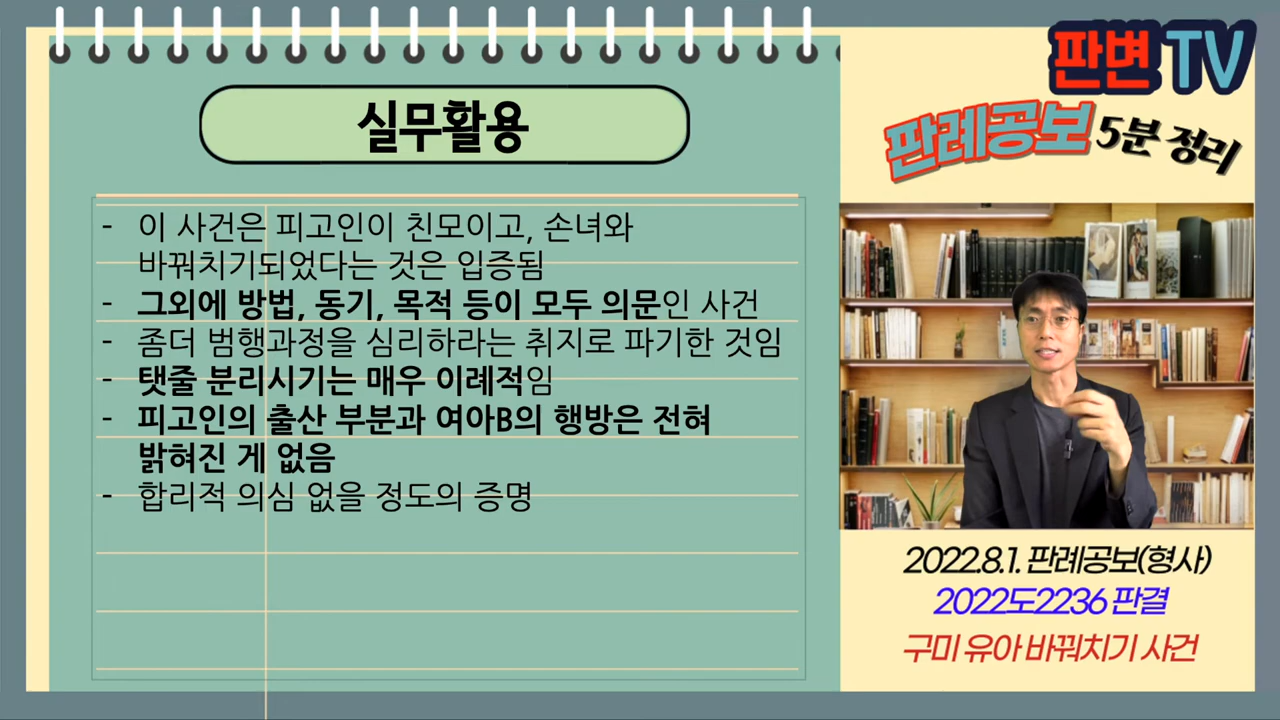 판변 TV
판례공보 5분 정리
실무활용
- 이 사건은 피고인이 친모이고, 손녀와
바꿔치기되었다는 것은 입증됨
- 그외에 방법, 동기, 목적 등이 모두 의문인 사건
- 좀더 범행과정을 심리하라는 취지로 파기한 것임
- 탯줄 분리시기는 매우 이례적임
- 피고인의 출산 부분과 여아B의 행방은 전혀
밝혀진 게 없음
- 합리적 의심 없을 정도의 증명
2022.8.1. 판례공보(형사)
2022도2236 판결
구미 유아 바꿔치기 사건